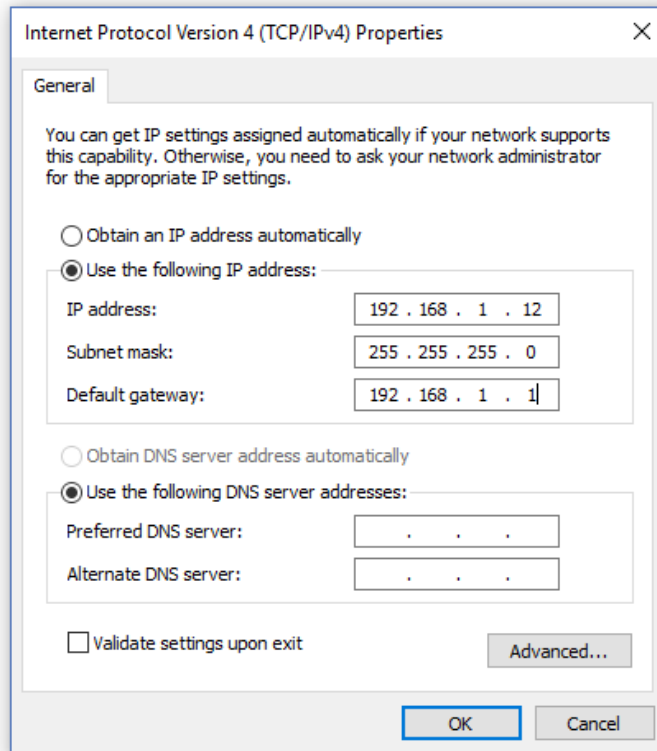 Internet Protocol Version 4 (TCP/IPv4) Properties
General
You can get IP settings assigned automatically if your network supports
this capability. Otherwise, you need to ask your network administrator
for the appropriate IP settings.
Obtain an IP address automatically
Use the following IP address:
IP address: 192 . 168 . 1 . 12
Subnet mask: 255 . 255 . 255 . 0
Default gateway: 192 . 168 . 1 . 1
Obtain DNS server address automatically
Use the following DNS server addresses:
Preferred DNS server: . . .
Alternate DNS server: . . .
Validate settings upon exit
Advanced...
OK Cancel